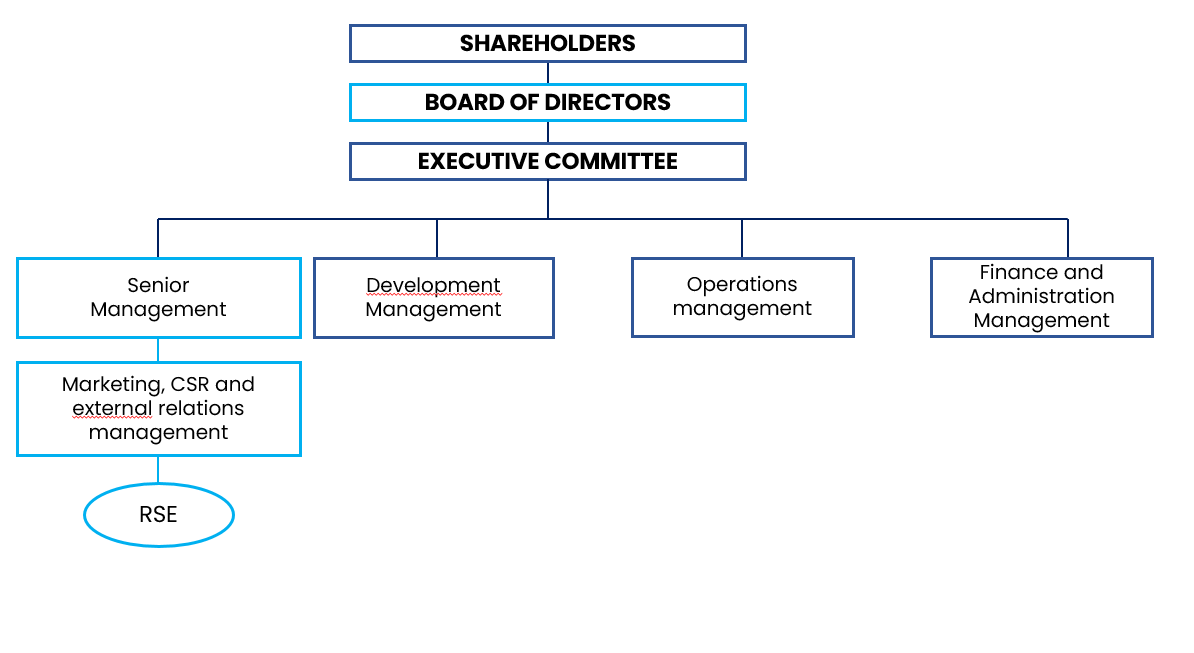 SHAREHOLDERS
BOARD OF DIRECTORS
EXECUTIVE COMMITTEE
Senior
Management
Development
Management
Operations
management
Finance and
Administration
Management
Marketing, CSR and
external relations
management
RSE